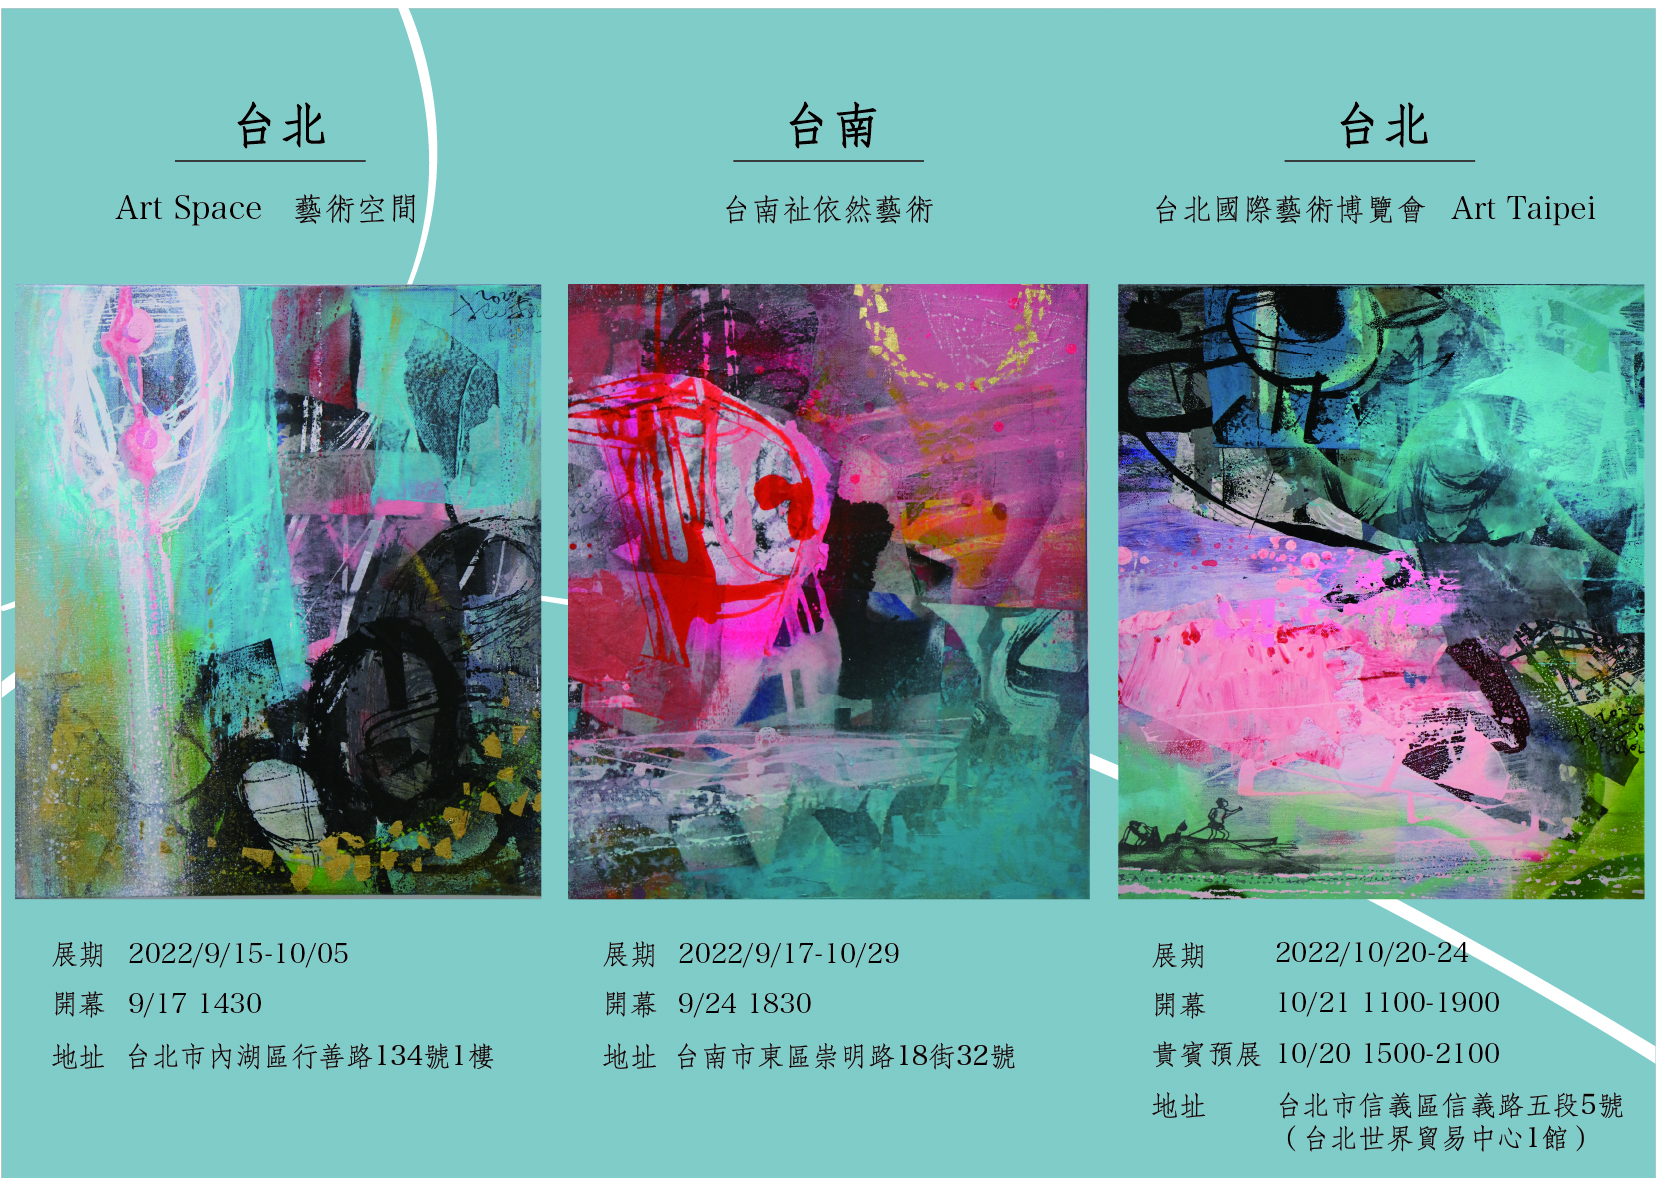 台北
Art Space 藝術空間
展期 2022/9/15-10/05
開幕 9/17 1430
地址 台北市內湖區行善路134號1樓
台南
台南祉依然藝術
展期 2022/9/17-10/29
開幕 9/24 1830
地址 台南市東區崇明路18街32號
台北
台北國際藝術博覽會 Art Taipei
展期 2022/10/20-24
開幕 10/21 1100-1900
貴賓預展 10/20 1500-2100
地址 台北市信義區信義路五段5號
（台北世界貿易中心1館）